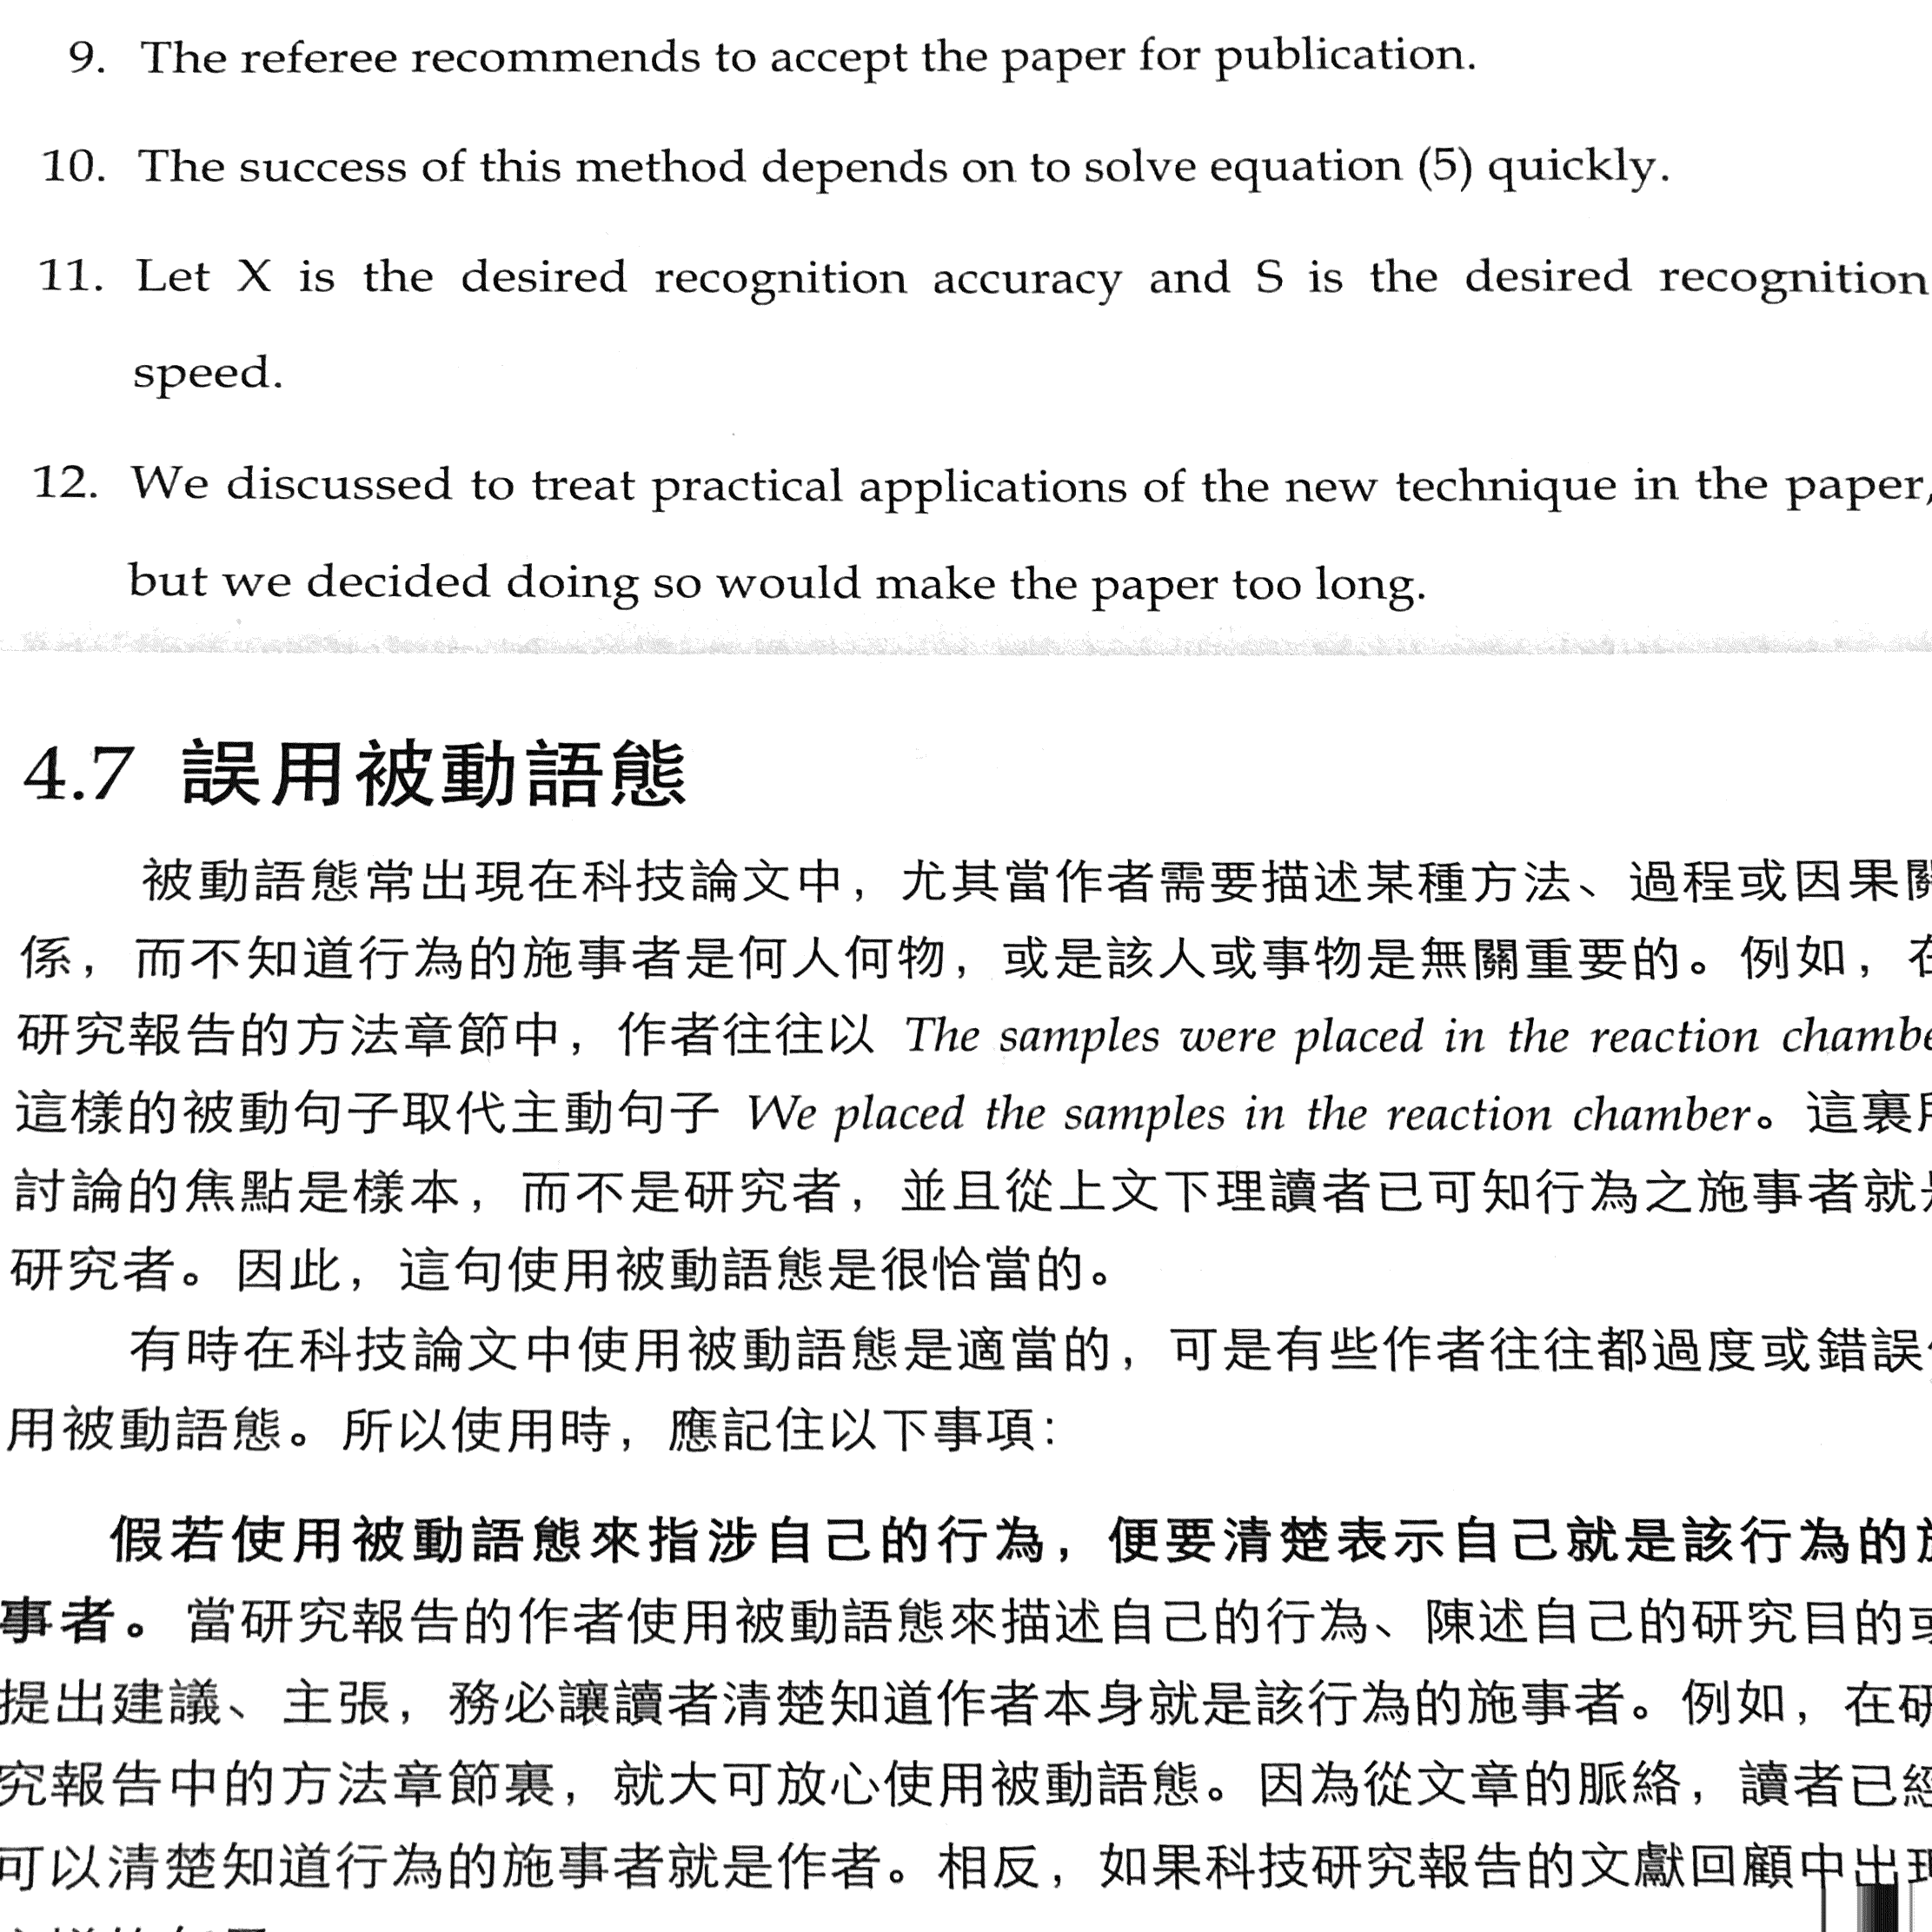 9. The referee recommends to accept the paper for publication.
10. The success of this method depends on to solve equation (5) quickly.
11. Let X is the desired recognition accuracy and S is the desired recognition
speed.
12. We discussed to treat practical applications of the new technique in the paper,
but we decided doing so would make the paper too long.
4.7 誤用被動語態
被動語態常出現在科技論文中，尤其當作者需要描述某種方法、過程或因果關
係，而不知道行為的施事者是何人何物，或是該人或事物是無關重要的。例如，在
研究報告的方法章節中，作者往往以 The samples were placed in the reaction
這樣的被動句子取代主動句子 We placed the samples in the reaction chamber。這裏
討論的焦點是樣本，而不是研究者，並且從上文下理讀者已可知行為之施事者就是
研究者。因此，這句使用被動語態是很恰當的。
有時在科技論文中使用被動語態是適當的，可是有些作者往往都過度或錯誤
用被動語態。所以使用時，應記住以下事項：
假若使用被動語態來指涉自己的行為，便要清楚表示自己就是該行為的
事者。當研究報告的作者使用被動語態來描述自己的行為、陳述自己的研究目的或
提出建議、主張，務必讓讀者清楚知道作者本身就是該行為的施事者。例如，在研
究報告中的方法章節裏，就大可放心使用被動語態。因為從文章的脈絡，讀者已經
可以清楚知道行為的施事者就是作者。相反，如果科技研究報告的文獻回顧中出現